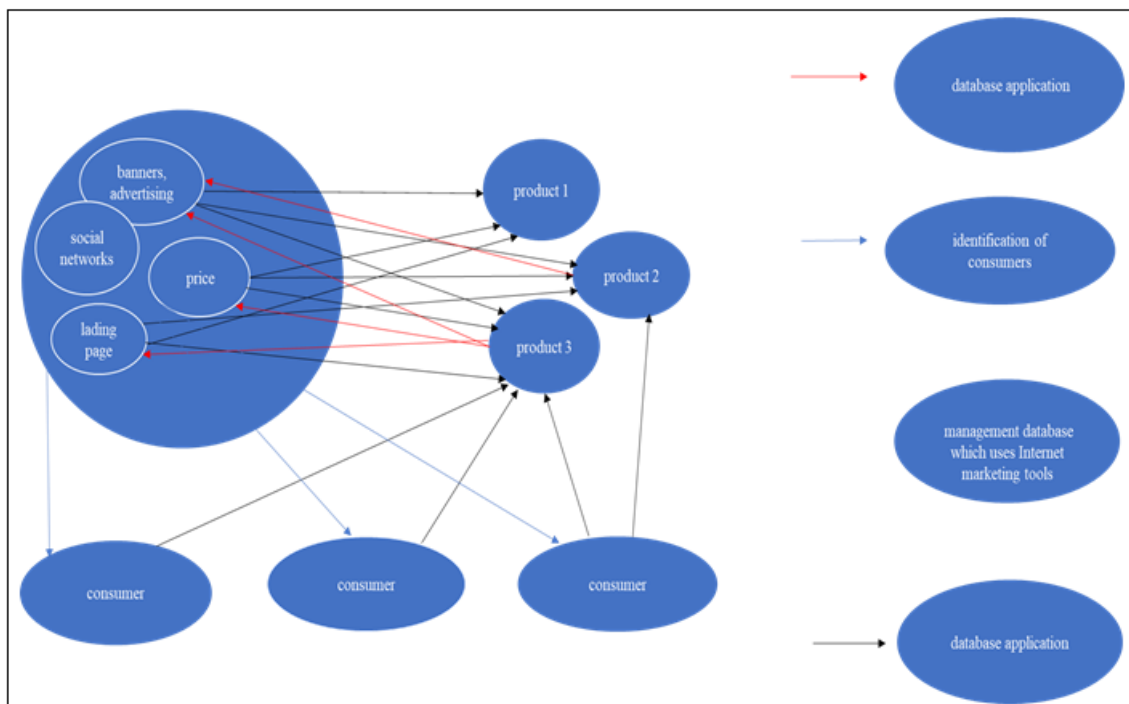 banners,
advertising
social
networks
price
lading
page
product 1
product 2
product 3
consumer
consumer
consumer
database application
identification of
consumers
management database
which uses Internet
marketing tools
database application